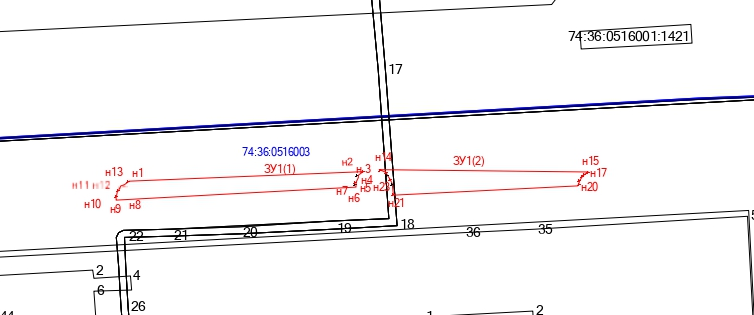 74:36:0516001:1421
17
74:36:0516003
н2
н14
ЗУ1(2)
н15
н13
н1
ЗУ1(1)
н3
н17
н11
н12
н4
н7
н5
н20
н10
н9
н8
н6
н21
22
21
20
19
18
36
35
2
4
6
26
1
2